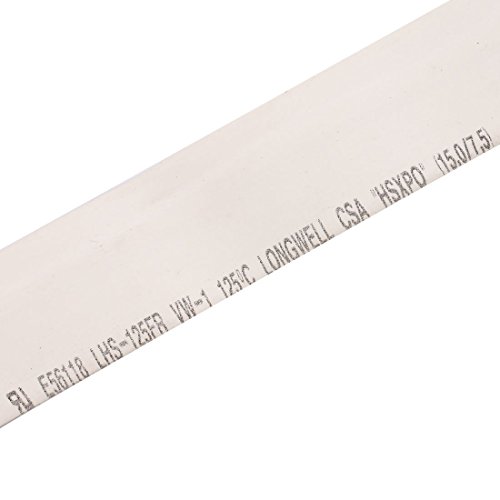 RU E56118 LHS-125FR VW-1 125°C LONGWELL CSA "HSXPO" (15.0/7.5)